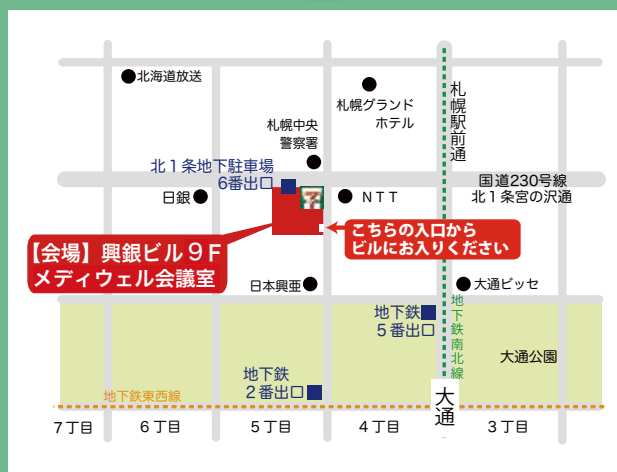 北海道放送
札幌グランド
ホテル
札幌駅前通
札幌中央
警察署
北1条地下駐車場
6番出口
国道230号線
北1条宮の沢通
日銀
7
NTT
こちらの入口から
ビルにお入りください
【会場】興銀ビル9F
メディウェル会議室
日本興亜
大通ビッセ
地下鉄
5番出口
地下鉄南北線
大通公園
地下鉄
2番出口
地下鉄東西線
大通
7丁目
6丁目
5丁目
4丁目
3丁目